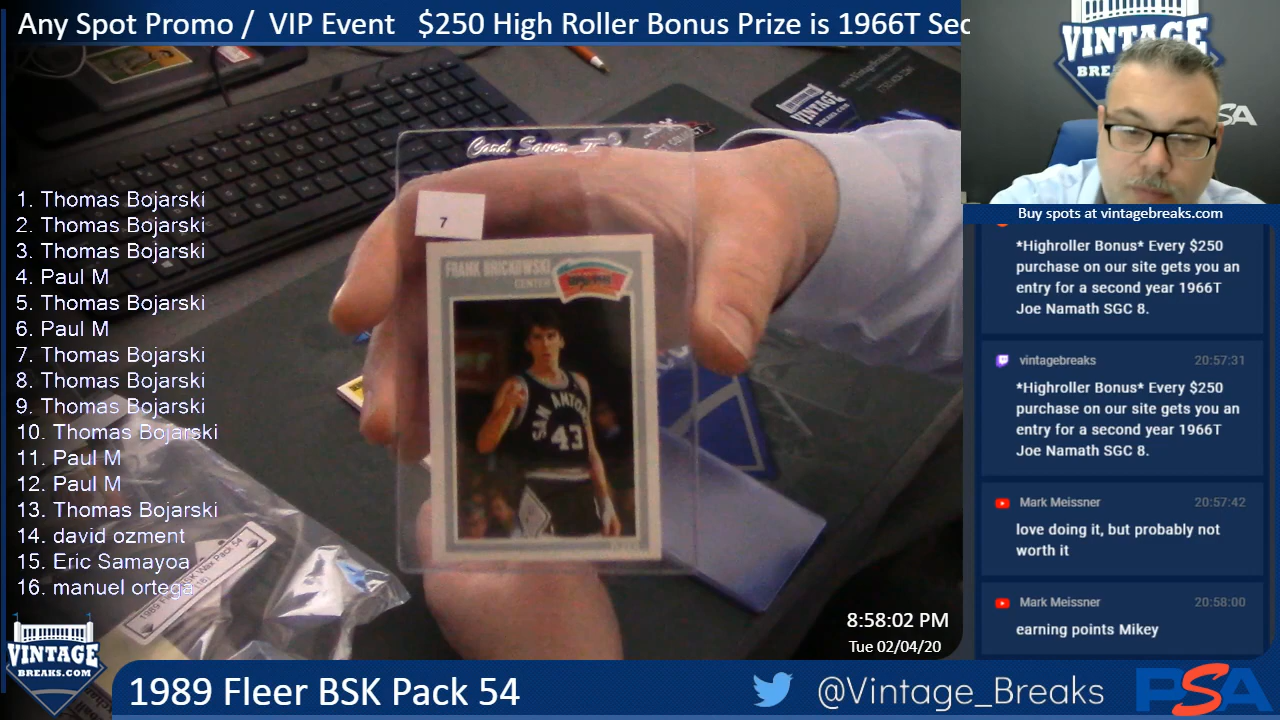 Any Spot Promo / VIP Event $250 High Roller Bonus Prize is 1966T Sec
VINTAGE
BRE
SA
Buy spots at vintagebreaks.com
1. Thomas Bojarski
2. Thomas Bojarski
3. Thomas Bojarski
4. Paul M
5. Thomas Bojarski
6. Paul M
7. Thomas Bojarski
8. Thomas Bojarski
9. Thomas Bojarski
10. Thomas Bojarski
11. Paul M
12. Paul M
13. Thomas Bojarski
14. david ozment
15. Eric Samayoa
16. manuel ortega
VINTAGE
Card Saver
7
FRANK BRICKOWSKI
CENTER
SAN ANTON
43
*Highroller Bonus* Every $250
purchase on our site gets you an
entry for a second year 1966T
Joe Namath SGC 8.
vintagebreaks 20:57:31
*Highroller Bonus* Every $250
purchase on our site gets you an
entry for a second year 1966T
Joe Namath SGC 8.
Mark Meissner 20:57:42
love doing it, but probably not
worth it
Mark Meissner 20:58:00
earning points Mikey
8:58:02 PM
Tue 02/04/20
VINTAGE
BREAKS.COM
1989 Fleer BSK Pack 54
@Vintage_Breaks
PSA